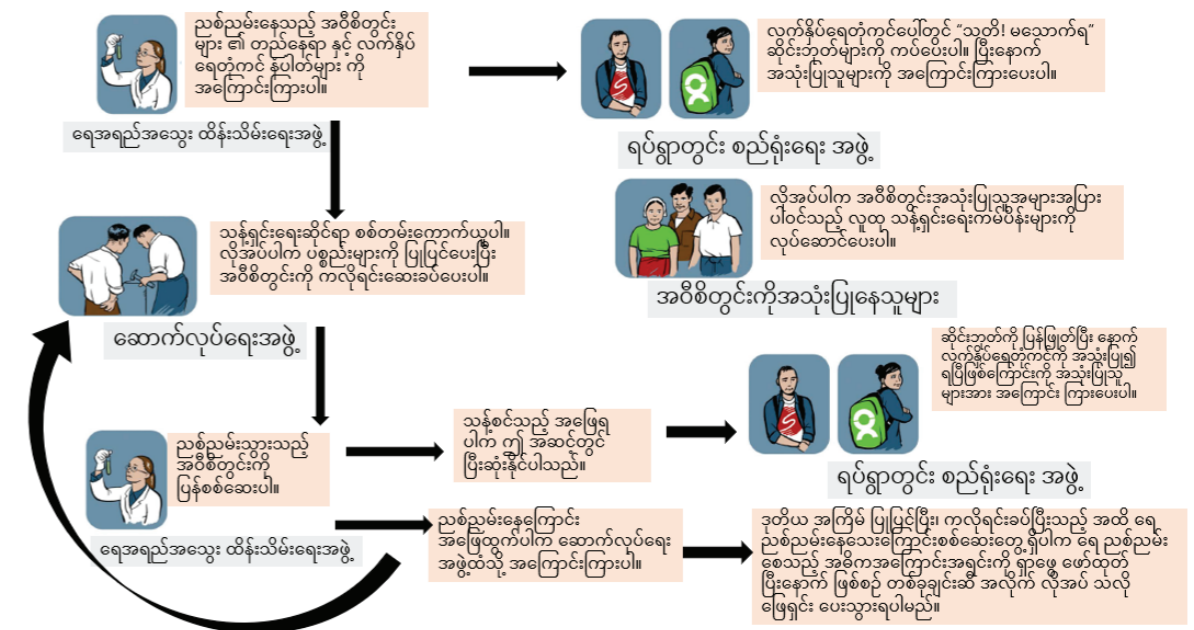 ညစ်ညမ်းနေသည့် အဝီစိတွင်း
များ ၏ တည်နေရာ နှင့် လက်နှိပ်
ရေတုံကင် နံပါတ်များ ကို
အကြောင်းကြားပါ။
ရေအရည်အသွေး ထိန်းသိမ်းရေးအဖွဲ့
လက်နှိပ်ရေတုံကင်ပေါ်တွင် “သတိ! မသောက်ရ”
ဆိုင်းဘုတ်များကို ကပ်ပေးပါ။ ပြီးနောက်
အသုံးပြုသူများကို အကြောင်းကြားပေးပါ။
ရပ်ရွာတွင်း စည်ရုံးရေး အဖွဲ့
လိုအပ်ပါက အဝီစိတွင်းအသုံးပြုသူအများအပြား
ပါဝင်သည့် လူထု သန့်ရှင်းရေးကမ်ပိန်းများကို
လုပ်ဆောင်ပေးပါ။
အဝီစိတွင်းကိုအသုံးပြုနေသူများ
သန့်ရှင်းရေးဆိုင်ရာ စစ်တမ်းကောက်ယူပါ။
လိုအပ်ပါက ပစ္စည်းများကို ပြုပြင်ပေးပြီး
အဝီစိတွင်းကို ကလိုရင်းဆေးခပ်ပေးပါ။
ဆောက်လုပ်ရေးအဖွဲ့
ညစ်ညမ်းသွားသည့်
အဝီစိတွင်းကို
ပြန်စစ်ဆေးပါ။
ရေအရည်အသွေး ထိန်းသိမ်းရေးအဖွဲ့
သန့်စင်သည့် အဖြေရ
ပါက ဤ အဆင့်တွင်
ပြီးဆုံးနိုင်ပါသည်။
ဆိုင်းဘုတ်ကို ပြန်ဖြုတ်ပြီး နောက်
လက်နှိပ်ရေတုံကင်ကို အသုံးပြု၍
ရပြီဖြစ်ကြောင်းကို အသုံးပြုသူ
များအား အကြောင်း ကြားပေးပါ။
ရပ်ရွာတွင်း စည်ရုံးရေး အဖွဲ့
ညစ်ညမ်းနေကြောင်း
အဖြေထွက်ပါက ဆောက်လုပ်ရေး
အဖွဲ့ထံသို့ အကြောင်းကြားပါ။
ဒုတိယ အကြိမ် ပြုပြင်ပြီး၊ ကလိုရင်းခပ်ပြီးသည့် အထိ ရေ
ညစ်ညမ်းနေသေးကြောင်းစစ်ဆေးတွေ့ ရှိပါက ရေ ညစ်ညမ်း
စေသည့် အဓိကအကြောင်းအရင်းကို ရှာဖွေ ဖော်ထုတ်
ပြီးနောက် ဖြစ်စဉ် တစ်ခုချင်းဆီ အလိုက် လိုအပ် သလို
ဖြေရှင်း ပေးသွားရပါမည်။